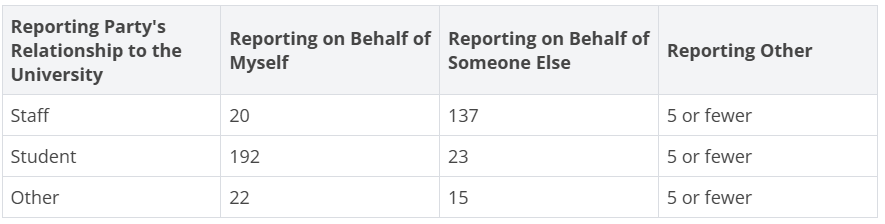 Reporting Party's Relationship to the University	Reporting on Behalf of Myself	Reporting on Behalf of Someone Else	Reporting Other
Staff	20	137	5 or fewer
Student	192	23	5 or fewer
Other	22	15	5 or fewer